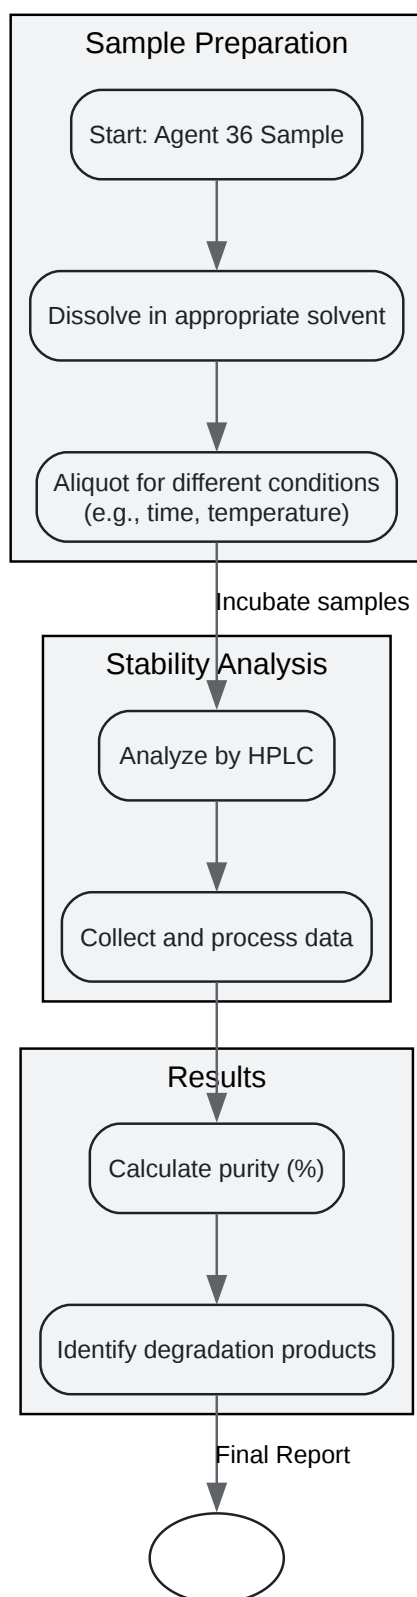 Sample Preparation
Start: Agent 36 Sample
Dissolve in appropriate solvent
Aliquot for different conditions
(e.g., time, temperature)
Incubate samples
Stability Analysis
Analyze by HPLC
Collect and process data
Results
Calculate purity (%)
Identify degradation products
Final Report